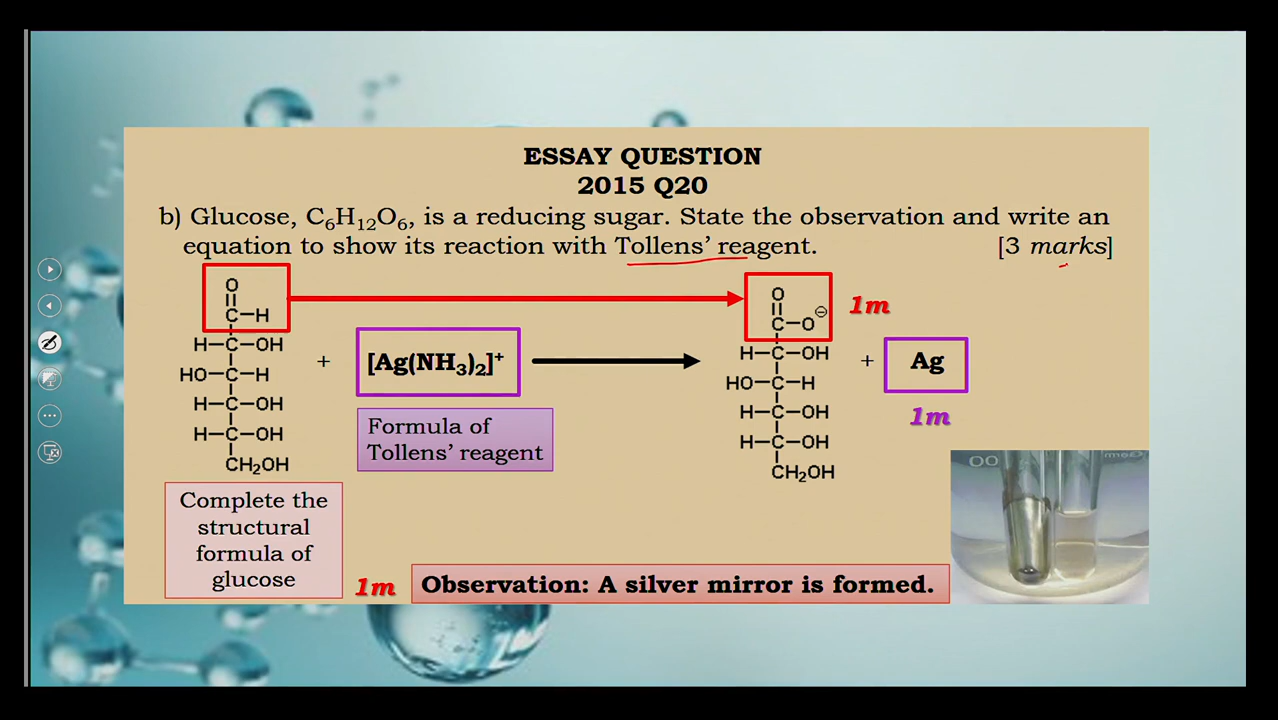 ESSAY QUESTION
2015 Q20
b) Glucose, C₆H₁₂O₆, is a reducing sugar. State the observation and write an
equation to show its reaction with Tollens’ reagent. [3 marks]
O
C–H
H–C–OH
HO–C–H
H–C–OH
H–C–OH
CH₂OH
+
[Ag(NH₃)₂]⁺
Formula of
Tollens’ reagent
O
C–O⊖
1m
H–C–OH
HO–C–H
H–C–OH
H–C–OH
CH₂OH
+
Ag
1m
Complete the
structural
formula of
glucose
1m
Observation: A silver mirror is formed.